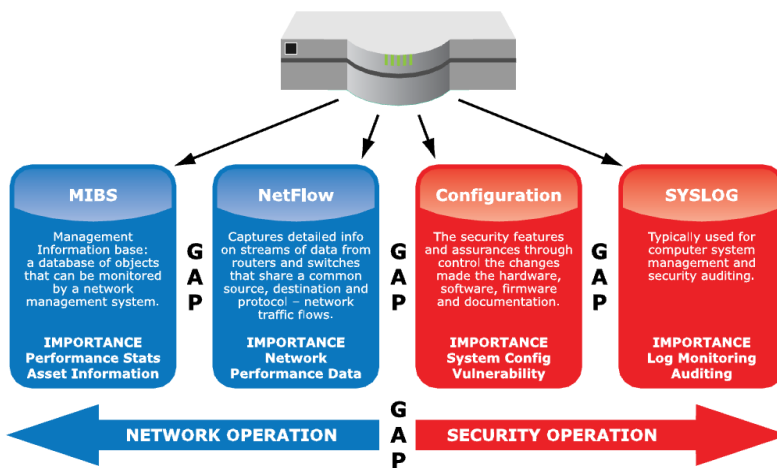 MIBS
Management
Information base:
a database of objects
that can be monitored
by a network
management system.
IMPORTANCE
Performance Stats
Asset Information
G
A
P
NetFlow
Captures detailed info
on streams of data from
routers and switches
that share a common
source, destination and
protocol – network
traffic flows.
IMPORTANCE
Network
Performance Data
G
A
P
Configuration
The security features
and assurances through
control the changes
made the hardware,
software, firmware
and documentation.
IMPORTANCE
System Config
Vulnerability
G
A
P
SYSLOG
Typically used for
computer system
management and
security auditing.
IMPORTANCE
Log Monitoring
Auditing
NETWORK OPERATION
G
A
P
SECURITY OPERATION